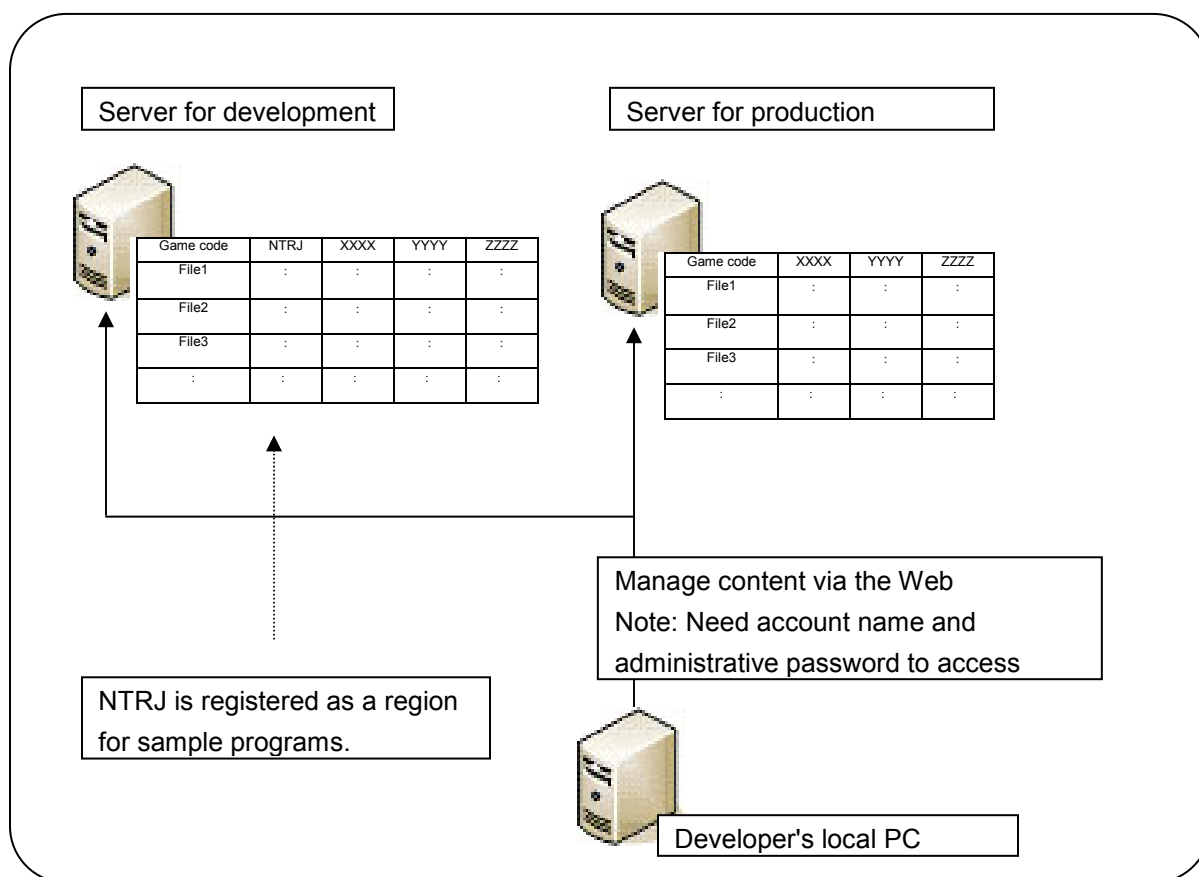 Server for development
Server for production
Game code NTRJ XXXX YYYY ZZZZ
File1 : : : :
File2 : : : :
File3 : : : :
: : : : :
Game code XXXX YYYY ZZZZ
File1 : : :
File2 : : :
File3 : : :
: : : :
Manage content via the Web
Note: Need account name and
administrative password to access
NTRJ is registered as a region
for sample programs.
Developer's local PC